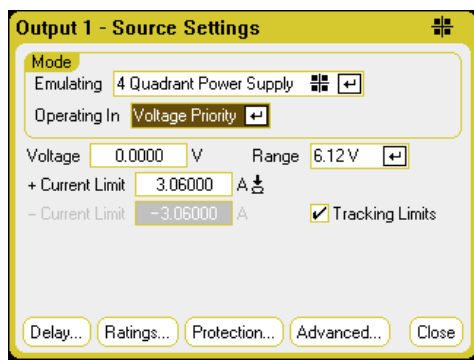 Output 1 - Source Settings
Mode
Emulating 4 Quadrant Power Supply
Operating In Voltage Priority
Voltage 0.0000 V Range 6.12 V
+ Current Limit 3.06000 A
- Current Limit -3.06000 A Tracking Limits
Delay... Ratings... Protection... Advanced... Close